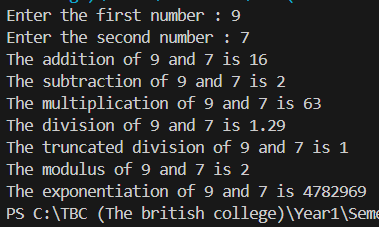 Enter the first number : 9
Enter the second number : 7
The addition of 9 and 7 is 16
The subtraction of 9 and 7 is 2
The multiplication of 9 and 7 is 63
The division of 9 and 7 is 1.29
The truncated division of 9 and 7 is 1
The modulus of 9 and 7 is 2
The exponentiation of 9 and 7 is 4782969
PS C:\TBC (The british college)\Year1\Seme